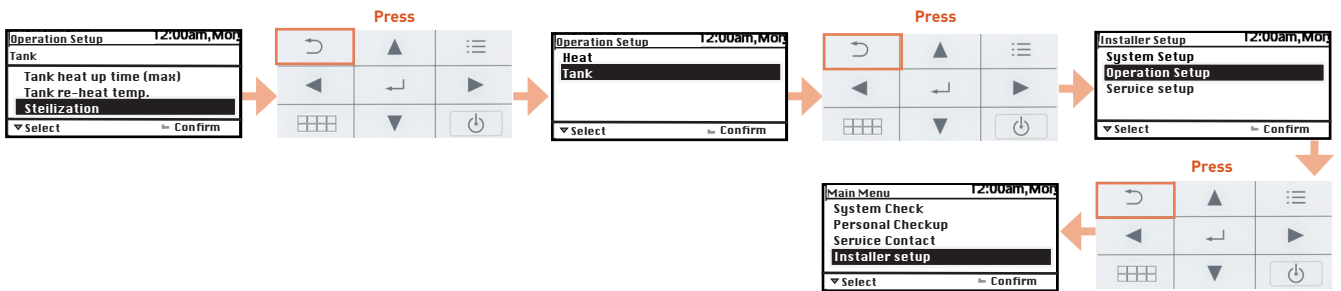 Press
Press
Operation Setup 12:00am,Mon
Tank
Tank heat up time (max)
Tank re-heat temp.
Steilization
Select Confirm
Operation Setup 12:00am,Mon
Heat
Tank
Select Confirm
Installer Setup 12:00am,Mon
System Setup
Operation Setup
Service setup
Select Confirm
Press
Main Menu 12:00am,Mon
System Check
Personal Checkup
Service Contact
Installer setup
Select Confirm